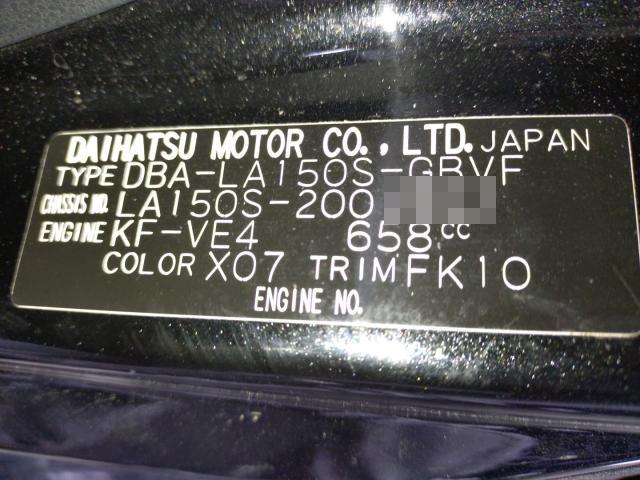 DAIHATSU MOTOR CO., LTD. JAPAN
TYPE DBA-LA150S-GBVF
CHASSIS NO. LA150S-200
ENGINE KF-VE4 658cc
COLOR X07 TRIM FK10
ENGINE NO.